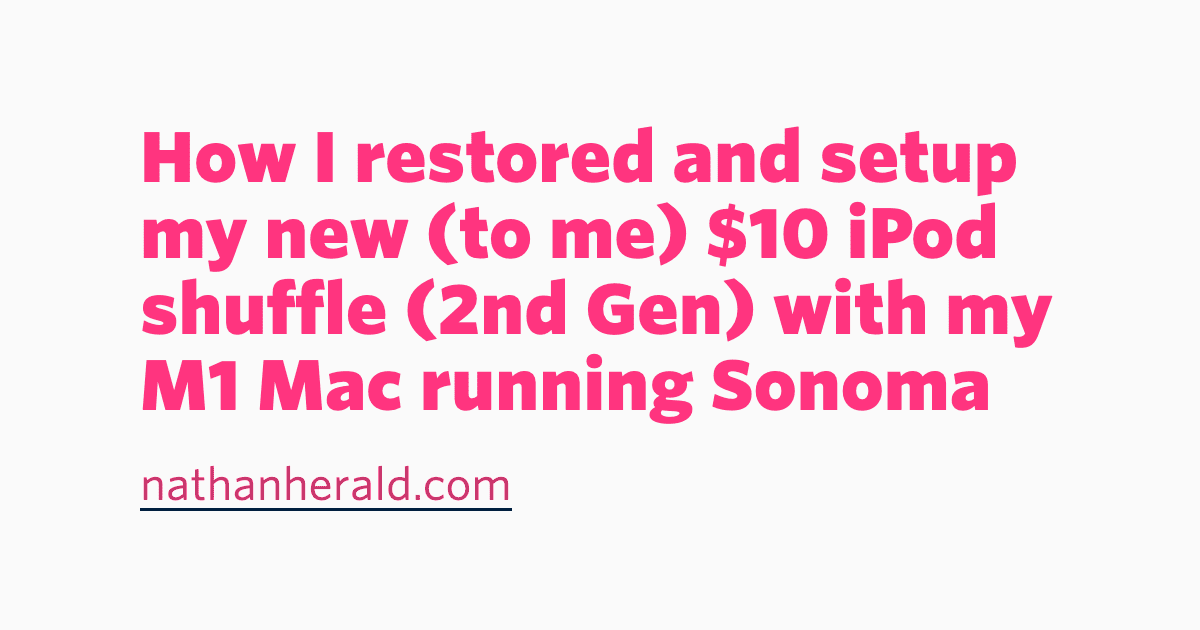 How I restored and setup
my new (to me) $10 iPod
shuffle (2nd Gen) with my
M1 Mac running Sonoma
nathanherald.com